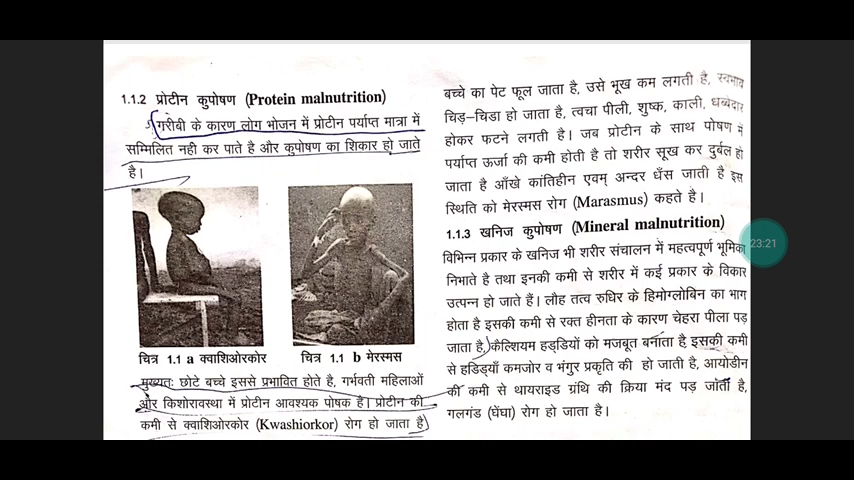 1.1.2 प्रोटीन कुपोषण (Protein malnutrition)
गरीबी के कारण लोग भोजन में प्रोटीन पर्याप्त मात्रा में
सम्मिलित नही कर पाते है और कुपोषण का शिकार हो जाते
है।
चित्र 1.1 a क्वाशिओरकोर
चित्र 1.1 b मेरस्मस
मुख्यतः छोटे बच्चे इससे प्रभावित होते है, गर्भवती महिलाओं
और किशोरावस्था में प्रोटीन आवश्यक पोषक है। प्रोटीन की
कमी से क्वाशिओरकोर (Kwashiorkor) रोग हो जाता है
बच्चे का पेट फूल जाता है, उसे भूख कम लगती है, स्वभाव
चिड़-चिडा हो जाता है, त्वचा पीली, शुष्क, काली, धब्बेदार
होकर फटने लगती है। जब प्रोटीन के साथ पोषण में
पर्याप्त ऊर्जा की कमी होती है तो शरीर सूख कर दुर्बल हो
जाता है आँखे कांतिहीन एवम् अन्दर धँस जाती है इस
स्थिति को मेरस्मस रोग (Marasmus) कहते है।
1.1.3 खनिज कुपोषण (Mineral malnutrition)
विभिन्न प्रकार के खनिज भी शरीर संचालन में महत्वपूर्ण भूमिका
निभाते है तथा इनकी कमी से शरीर में कई प्रकार के विकार
उत्पन्न हो जाते हैं। लौह तत्व रुधिर के हिमोग्लोबिन का भाग
होता है इसकी कमी से रक्त हीनता के कारण चेहरा पीला पड़
जाता है, कैल्शियम हड्डियों को मजबूत बनाता है इसकी कमी
से हडिड्याँ कमजोर व भंगुर प्रकृति की हो जाती है, आयोडीन
की कमी से थायराइड ग्रंथि की क्रिया मंद पड़ जाती है,
गलगंड (घेंघा) रोग हो जाता है।
23:21